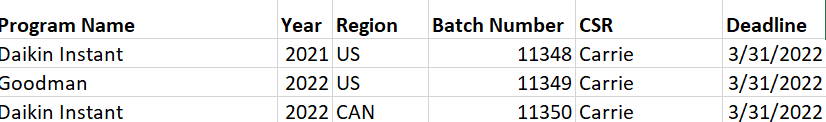 Program Name Year Region Batch Number CSR Deadline
Daikin Instant 2021 US 11348 Carrie 3/31/2022
Goodman 2022 US 11349 Carrie 3/31/2022
Daikin Instant 2022 CAN 11350 Carrie 3/31/2022